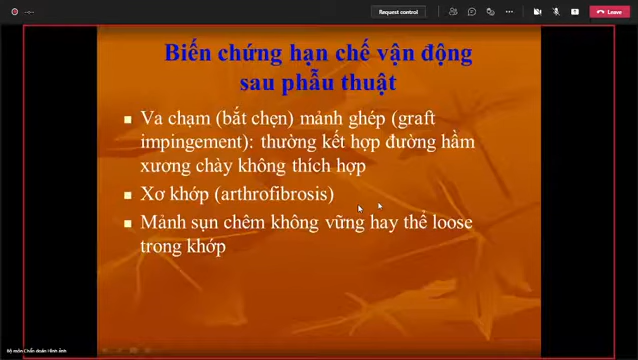 Request control
Leave
Biến chứng hạn chế vận động
sau phẫu thuật
Va chạm (bắt chẹn) mảnh ghép (graft
impingement): thường kết hợp đường hầm
xương chày không thích hợp
Xơ khớp (arthrofibrosis)
Mảnh sụn chêm không vững hay thể loose
trong khớp
Bộ môn Chẩn đoán Hình ảnh